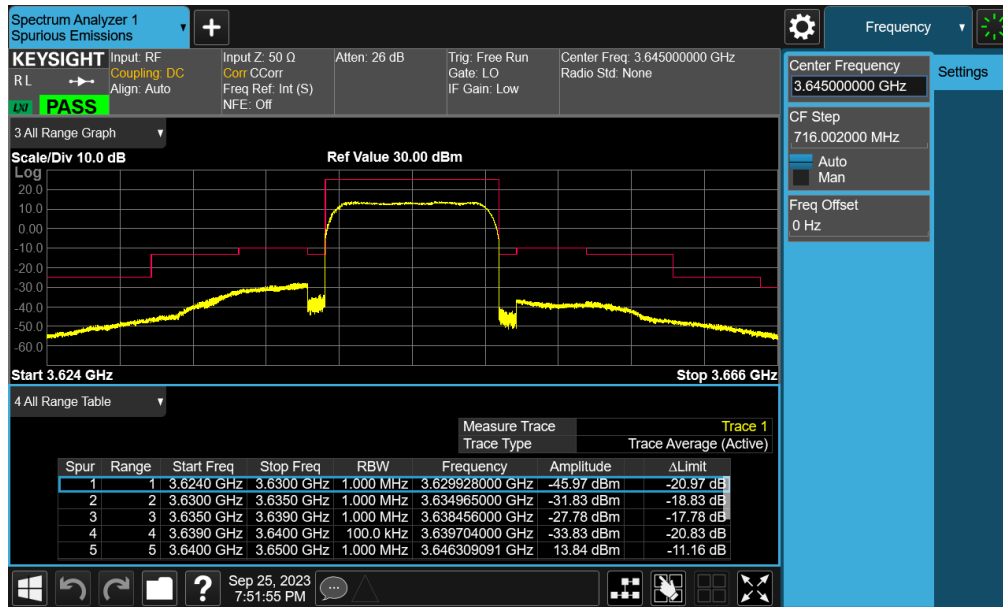 Spectrum Analyzer 1
Spurious Emissions
+
Frequency
KEYSIGHT
R L
LXI PASS
Input: RF
Coupling: DC
Align: Auto
Input Z: 50 Ω
Corr CCorr
Freq Ref: Int (S)
NFE: Off
Atten: 26 dB
Trig: Free Run
Gate: LO
IF Gain: Low
Center Freq: 3.645000000 GHz
Radio Std: None
Center Frequency
3.645000000 GHz
Settings
CF Step
716.002000 MHz
Auto
Man
Freq Offset
0 Hz
3 All Range Graph
Scale/Div 10.0 dB
Ref Value 30.00 dBm
Log
20.0
10.0
0.00
-10.0
-20.0
-30.0
-40.0
-50.0
-60.0
Start 3.624 GHz
Stop 3.666 GHz
4 All Range Table
Measure Trace Trace 1
Trace Type Trace Average (Active)
Spur Range Start Freq Stop Freq RBW Frequency Amplitude ΔLimit
1 1 3.6240 GHz 3.6300 GHz 1.000 MHz 3.629928000 GHz -45.97 dBm -20.97 dB
2 2 3.6300 GHz 3.6350 GHz 1.000 MHz 3.634965000 GHz -31.83 dBm -18.83 dB
3 3 3.6350 GHz 3.6390 GHz 1.000 MHz 3.638456000 GHz -27.78 dBm -17.78 dB
4 4 3.6390 GHz 3.6400 GHz 100.0 kHz 3.639704000 GHz -33.83 dBm -20.83 dB
5 5 3.6400 GHz 3.6500 GHz 1.000 MHz 3.646309091 GHz 13.84 dBm -11.16 dB
?
Sep 25, 2023
7:51:55 PM